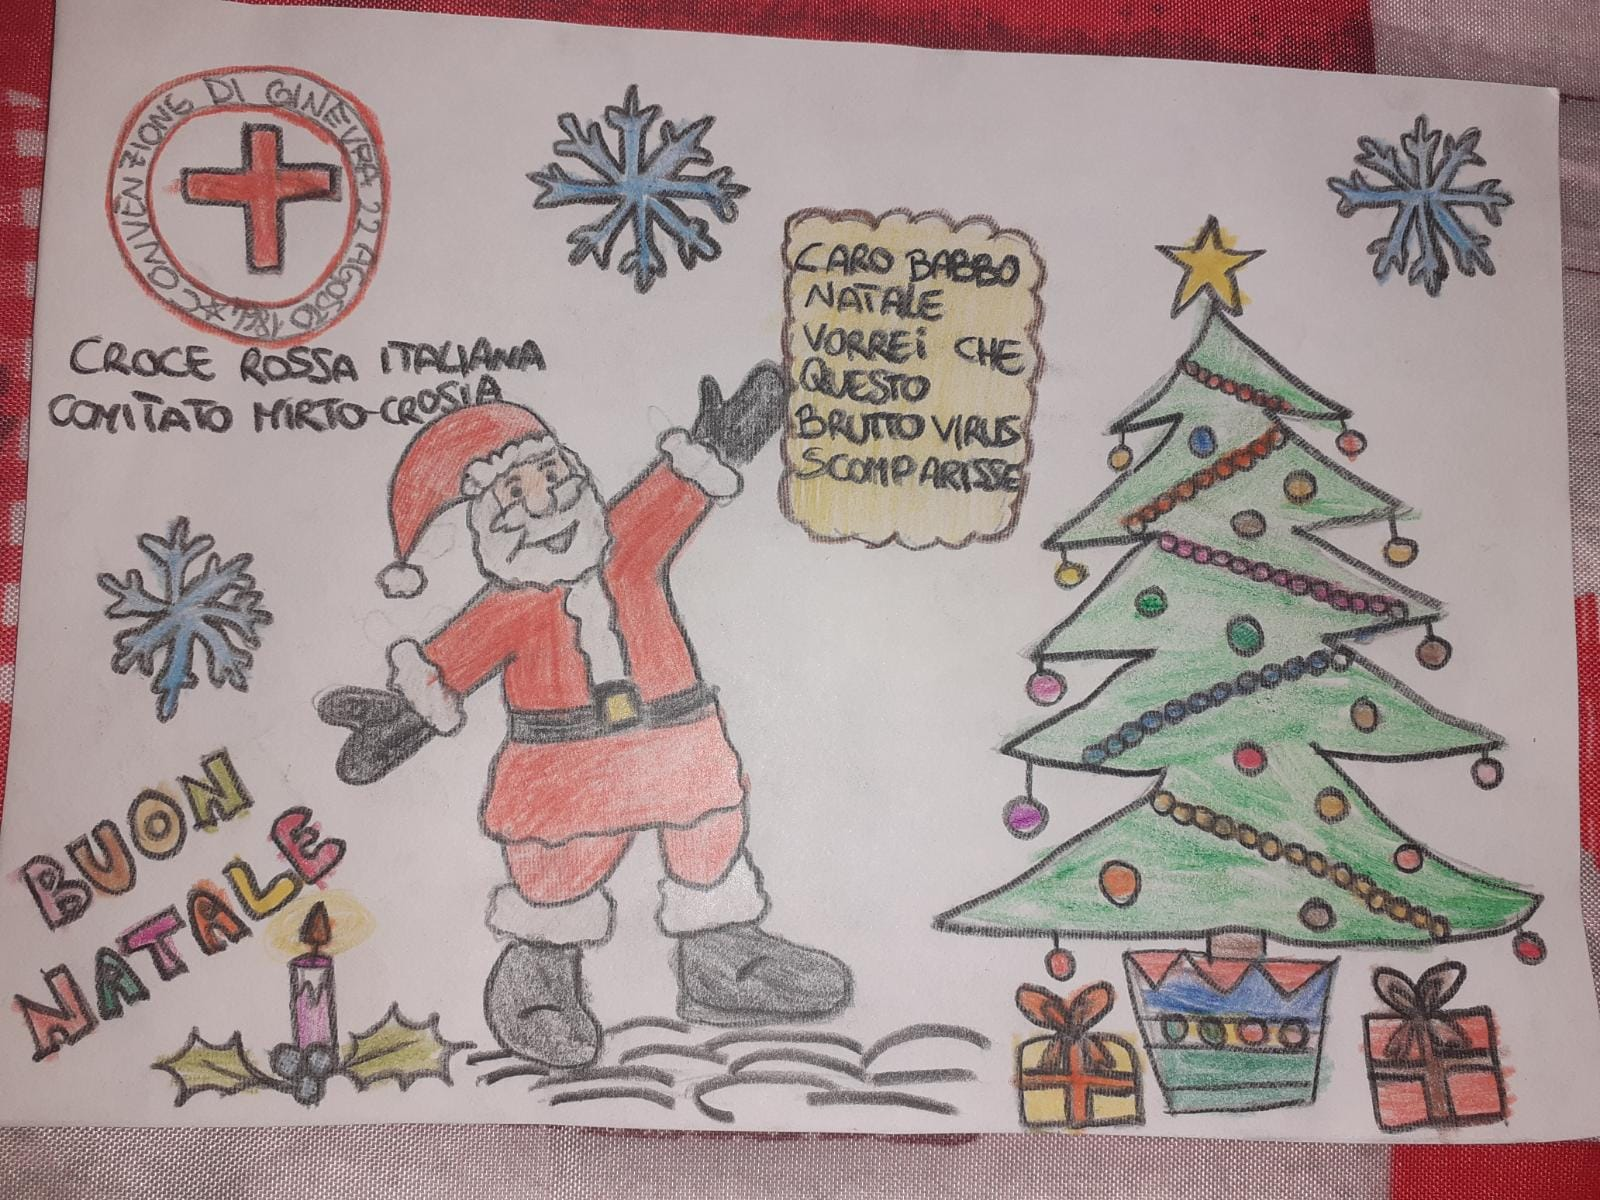 CONVENZIONE DI GINEVRA 22 AGOSTO 1864
CROCE ROSSA ITALIANA
COMITATO MIRTO-CROSIA
CARO BABBO
NATALE
VORREI CHE
QUESTO
BRUTTO VIRUS
SCOMPARISSE
BUON
NATALE